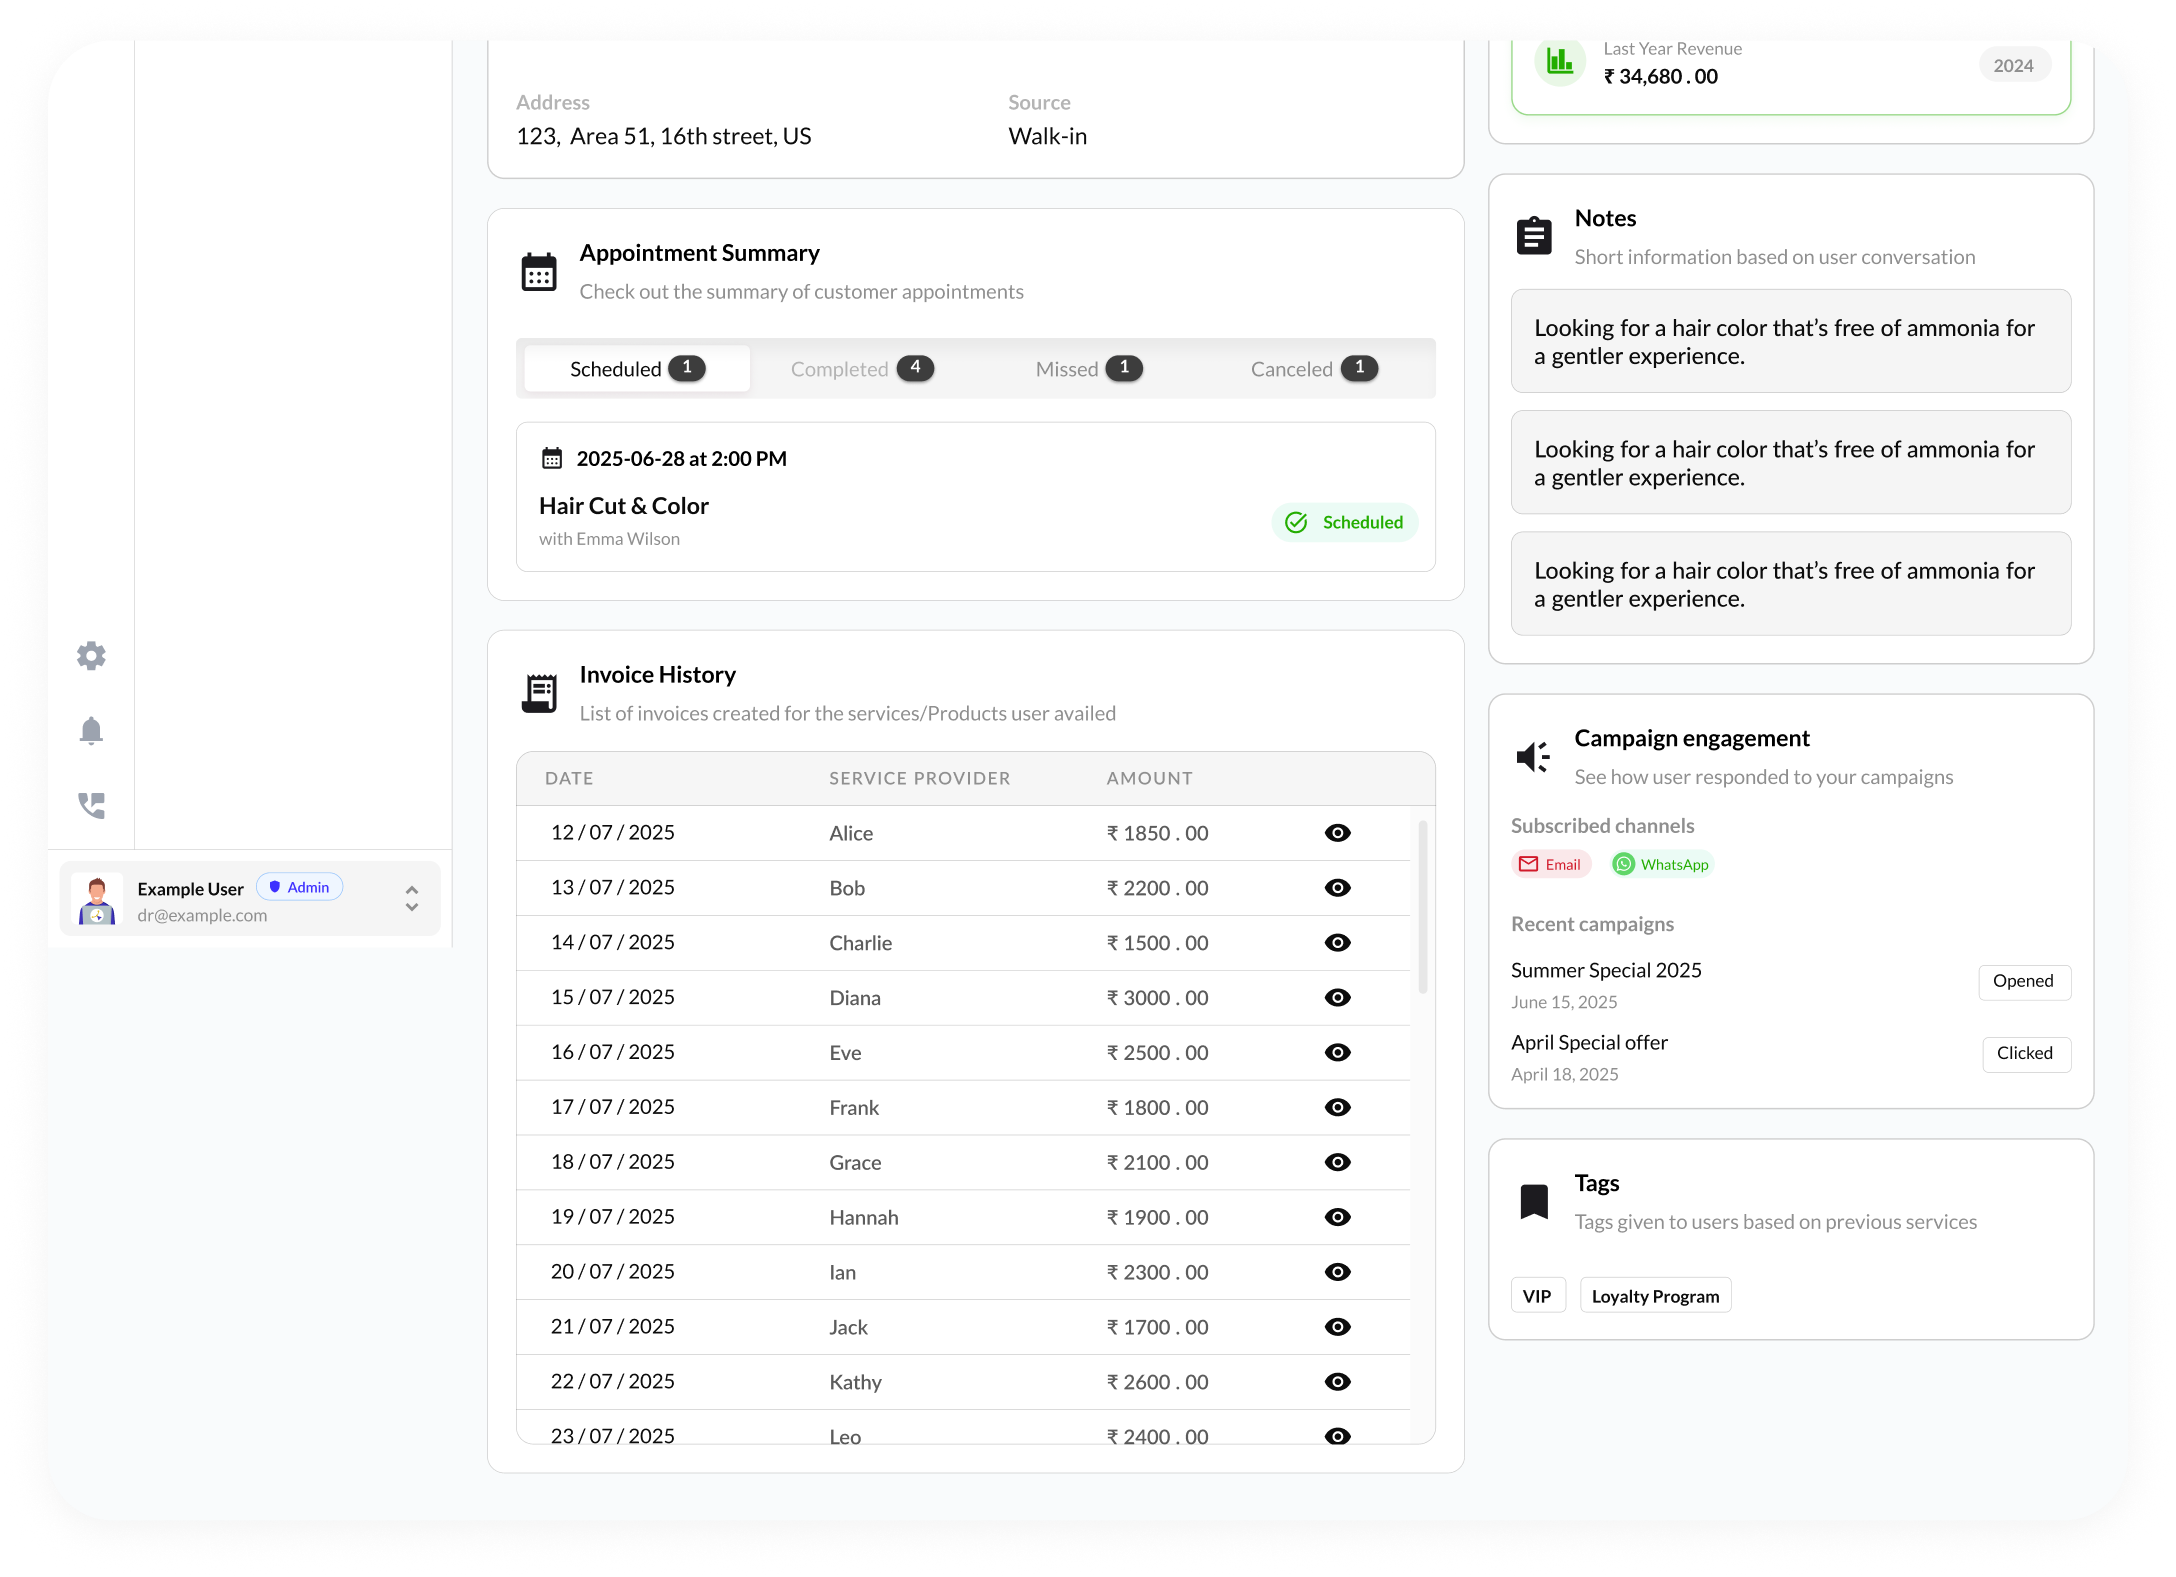 Address
Source
123, Area 51, 16th street, US
Walk-in
Appointment Summary
Check out the summary of customer appointments
Scheduled 1
Completed 4
Missed 1
Canceled 1
2025-06-28 at 2:00 PM
Hair Cut & Color
with Emma Wilson
Scheduled
Invoice History
List of invoices created for the services/Products user availed
DATE SERVICE PROVIDER AMOUNT
12 / 07 / 2025 Alice ₹ 1850 . 00
13 / 07 / 2025 Bob ₹ 2200 . 00
14 / 07 / 2025 Charlie ₹ 1500 . 00
15 / 07 / 2025 Diana ₹ 3000 . 00
16 / 07 / 2025 Eve ₹ 2500 . 00
17 / 07 / 2025 Frank ₹ 1800 . 00
18 / 07 / 2025 Grace ₹ 2100 . 00
19 / 07 / 2025 Hannah ₹ 1900 . 00
20 / 07 / 2025 Ian ₹ 2300 . 00
21 / 07 / 2025 Jack ₹ 1700 . 00
22 / 07 / 2025 Kathy ₹ 2600 . 00
23 / 07 / 2025 Leo ₹ 2400 . 00
Example User Admin
dr@example.com
Last Year Revenue
₹ 34,680 . 00
2024
Notes
Short information based on user conversation
Looking for a hair color that’s free of ammonia for
a gentler experience.
Looking for a hair color that’s free of ammonia for
a gentler experience.
Looking for a hair color that’s free of ammonia for
a gentler experience.
Campaign engagement
See how user responded to your campaigns
Subscribed channels
Email WhatsApp
Recent campaigns
Summer Special 2025
June 15, 2025
Opened
April Special offer
April 18, 2025
Clicked
Tags
Tags given to users based on previous services
VIP Loyalty Program